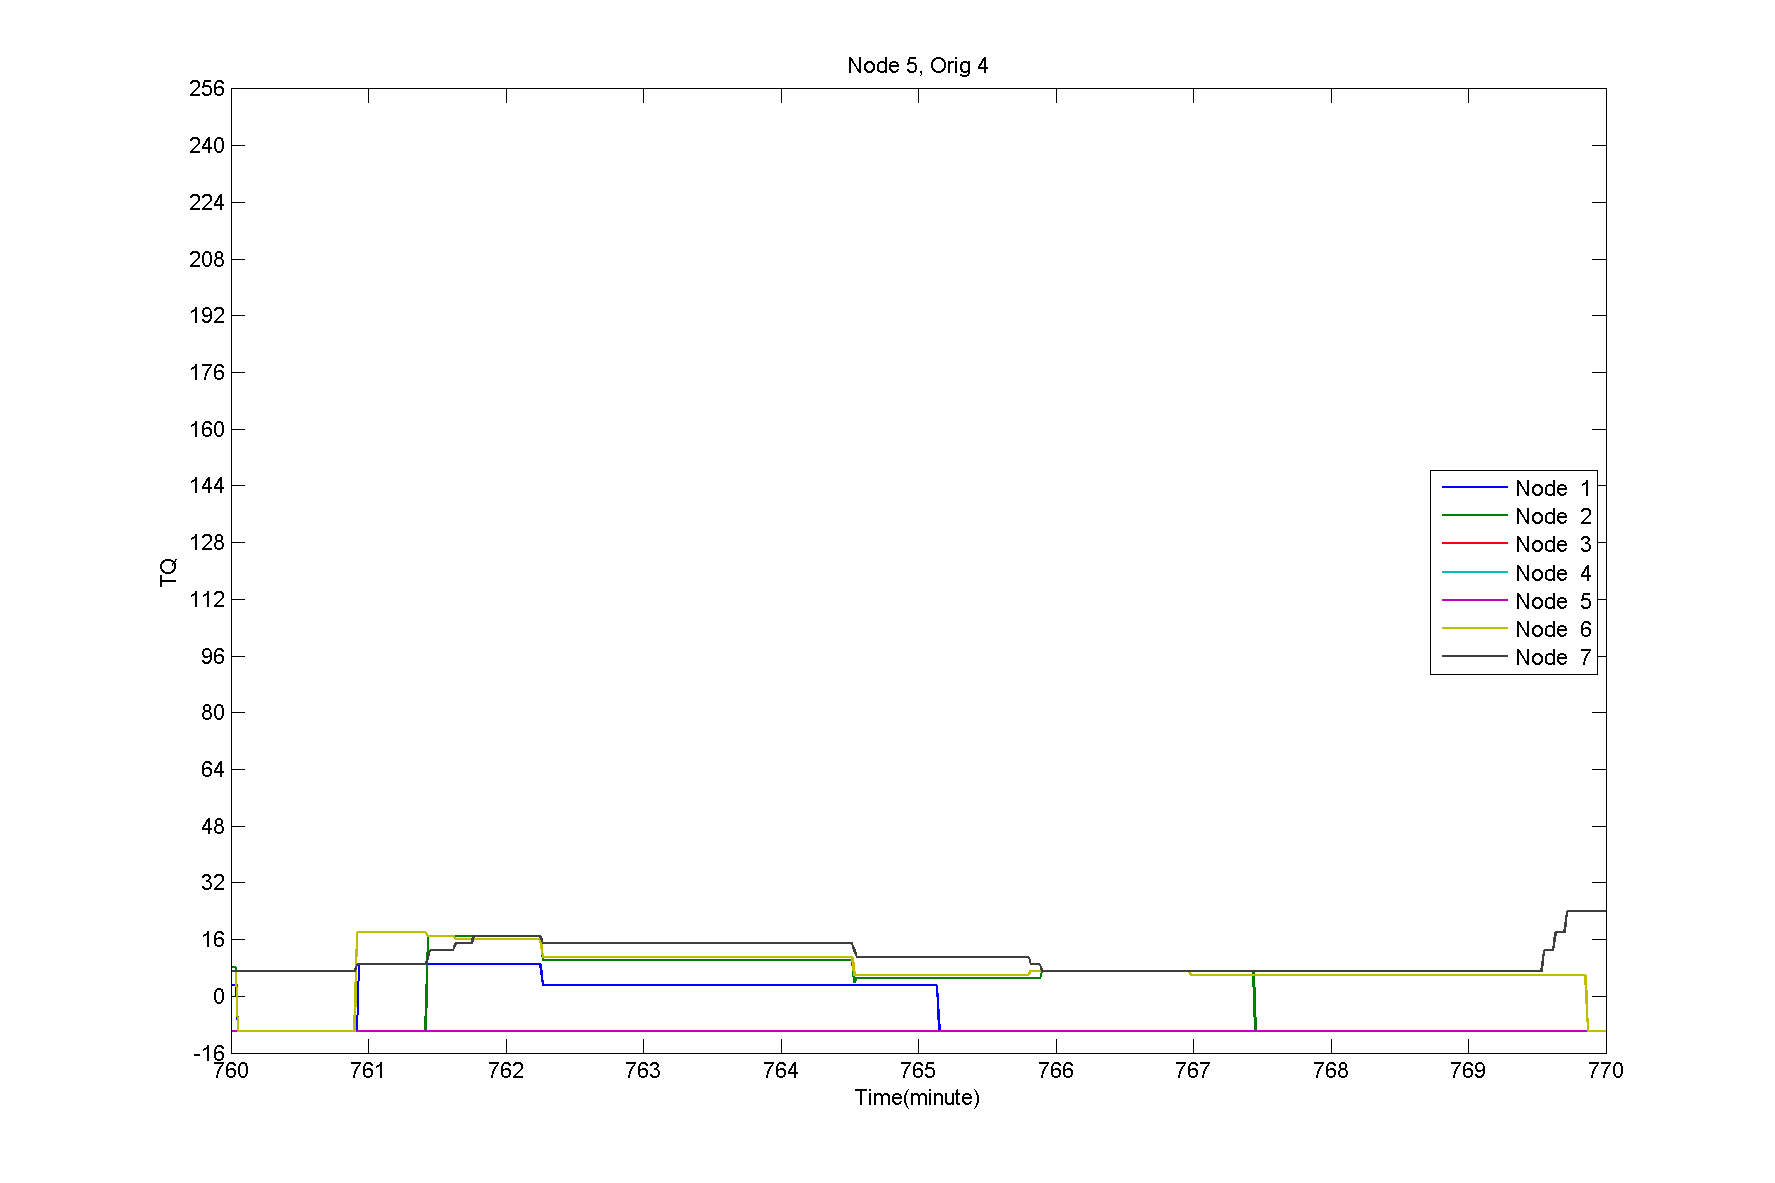 Node 5, Orig 4
256
240
224
208
192
176
160
144
128
112
96
80
64
48
32
16
0
-16
TQ
Node 1
Node 2
Node 3
Node 4
Node 5
Node 6
Node 7
760 761 762 763 764 765 766 767 768 769 770
Time(minute)